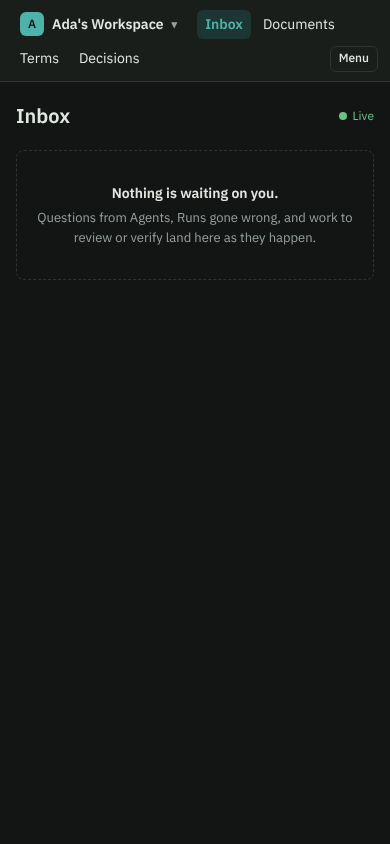 A Ada's Workspace ▾ Inbox Documents
Terms Decisions Menu
Inbox Live
Nothing is waiting on you.
Questions from Agents, Runs gone wrong, and work to
review or verify land here as they happen.